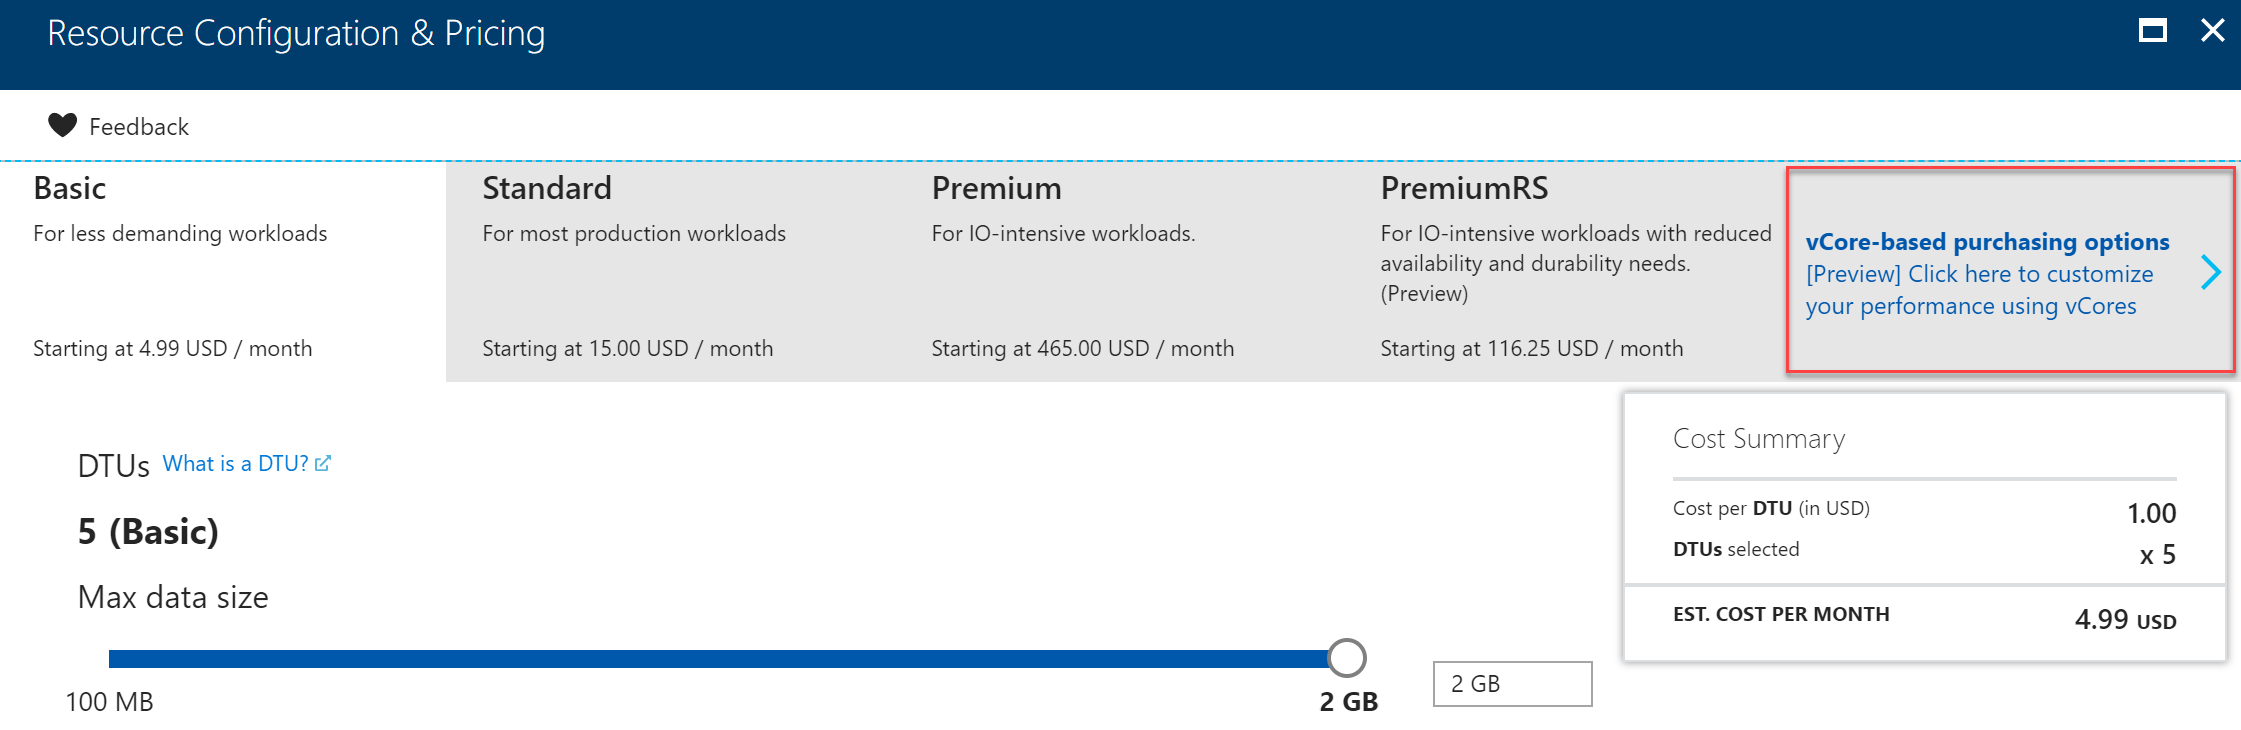 Resource Configuration & Pricing
Feedback
Basic
For less demanding workloads
Starting at 4.99 USD / month
Standard
For most production workloads
Starting at 15.00 USD / month
Premium
For IO-intensive workloads.
Starting at 465.00 USD / month
PremiumRS
For IO-intensive workloads with reduced
availability and durability needs.
(Preview)
Starting at 116.25 USD / month
vCore-based purchasing options
[Preview] Click here to customize
your performance using vCores
DTUs What is a DTU?
5 (Basic)
Max data size
100 MB
2 GB
2 GB
Cost Summary
Cost per DTU (in USD) 1.00
DTUs selected x 5
EST. COST PER MONTH 4.99 USD